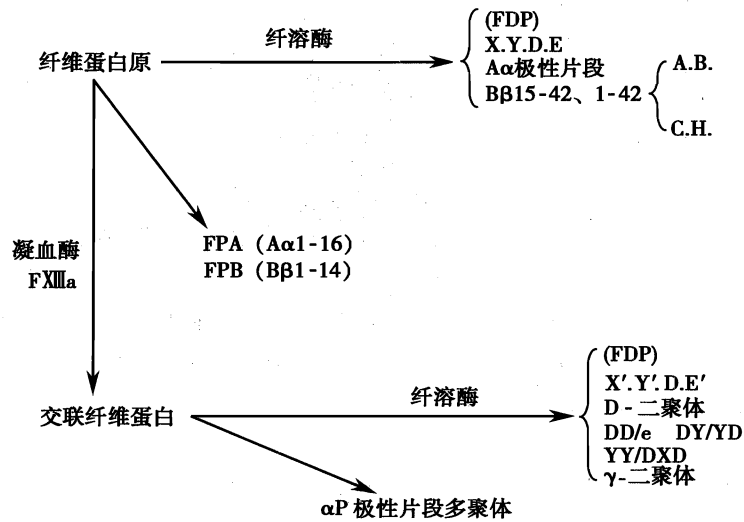 纤维蛋白原
纤溶酶
(FDP)
X.Y.D.E
Aα极性片段
Bβ15-42、1-42
A.B.
C.H.
凝血酶
FⅩⅢa
FPA（Aα1-16）
FPB（Bβ1-14）
交联纤维蛋白
纤溶酶
(FDP)
X′.Y′.D.E′
D-二聚体
DD/e DY/YD
YY/DXD
γ-二聚体
αP极性片段多聚体